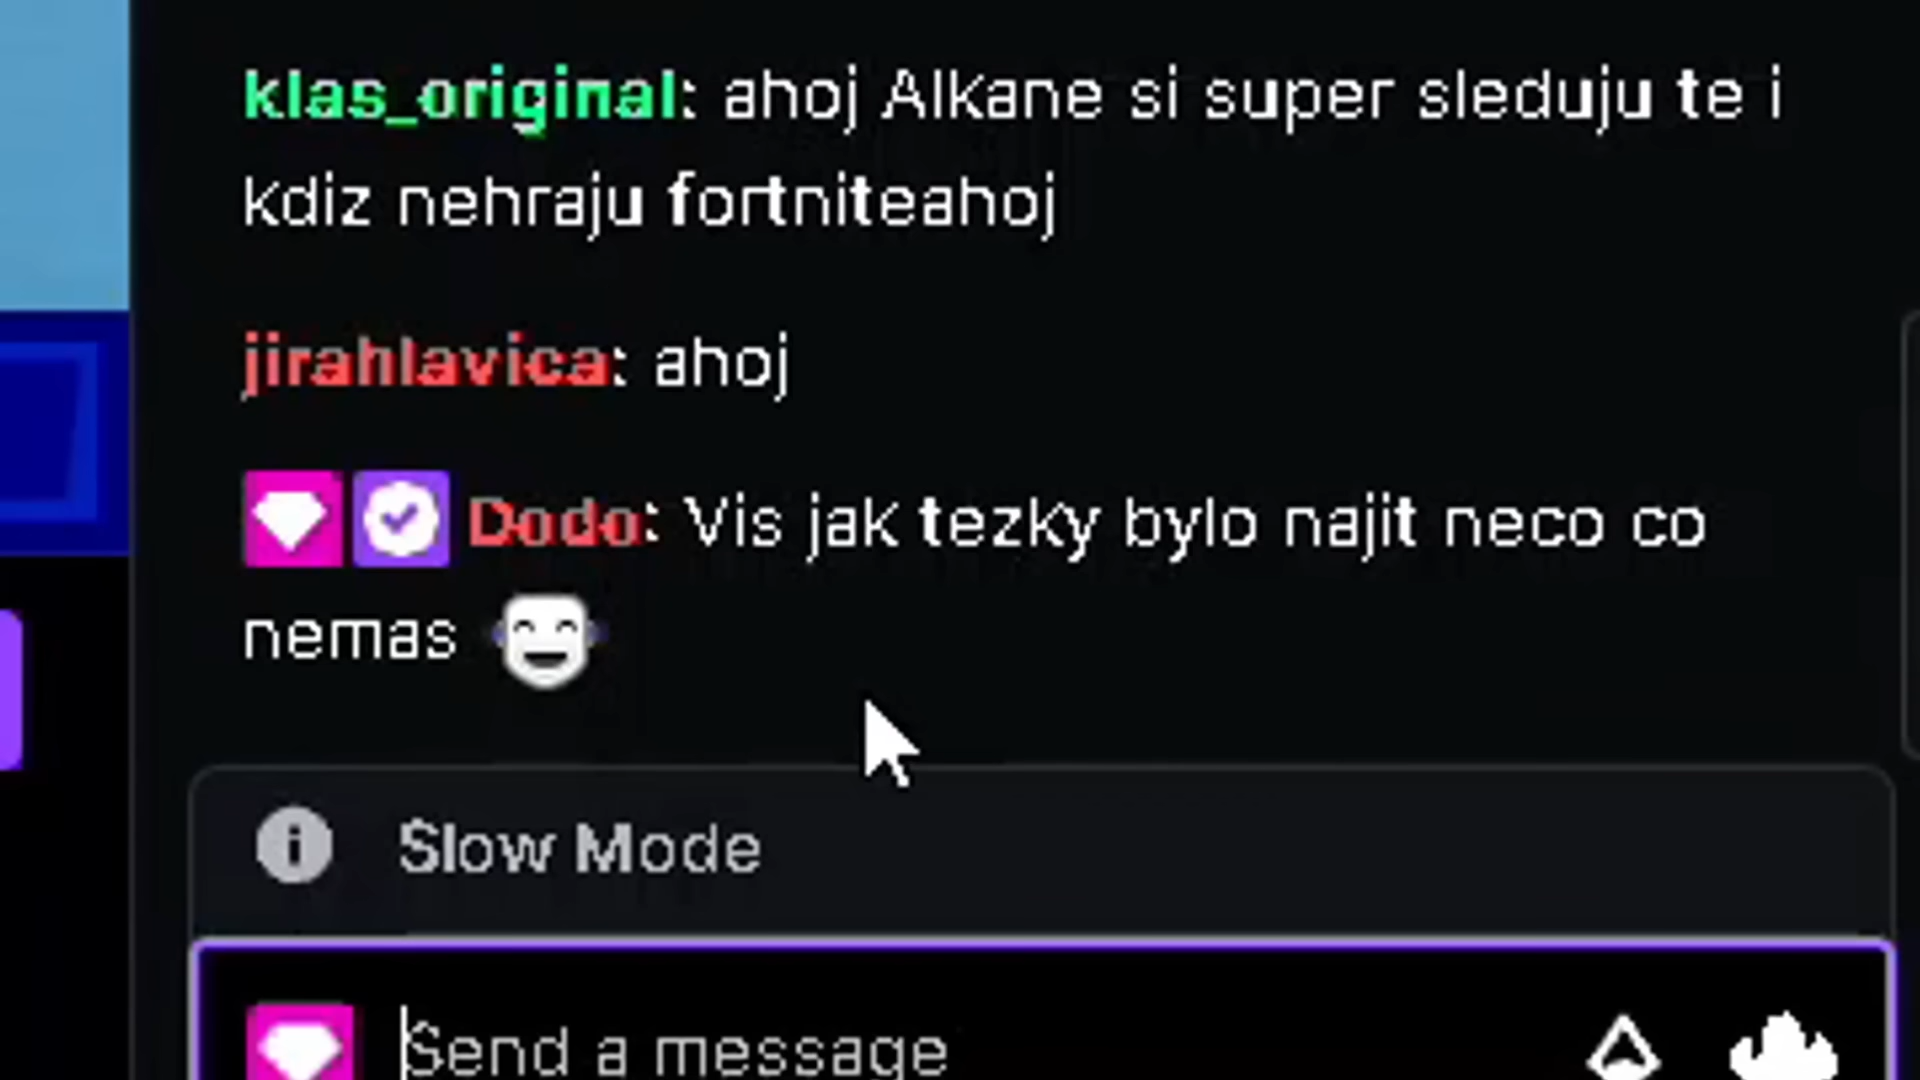 klas_original: ahoj Alkane si super sleduju te i
kdiz nehraju fortniteahoj
jirahlavica: ahoj
Dodo: Vis jak tezky bylo najit neco co
nemas
Slow Mode
Send a message